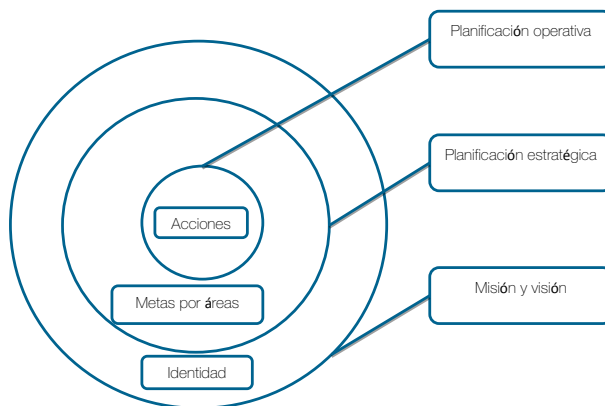 Planificación operativa
Planificación estratégica
Acciones
Misión y visión
Metas por áreas
Identidad